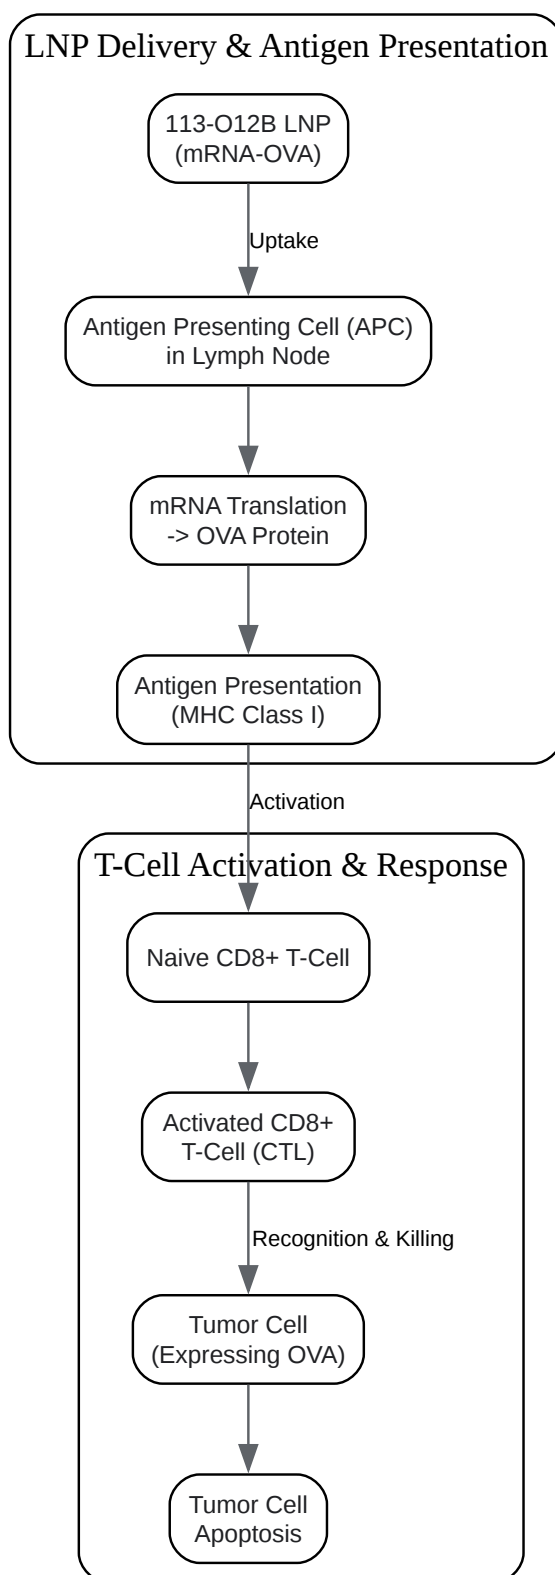 LNP Delivery & Antigen Presentation
113-O12B LNP
(mRNA-OVA)
Uptake
Antigen Presenting Cell (APC)
in Lymph Node
mRNA Translation
-> OVA Protein
Antigen Presentation
(MHC Class I)
Activation
T-Cell Activation & Response
Naive CD8+ T-Cell
Activated CD8+
T-Cell (CTL)
Recognition & Killing
Tumor Cell
(Expressing OVA)
Tumor Cell
Apoptosis